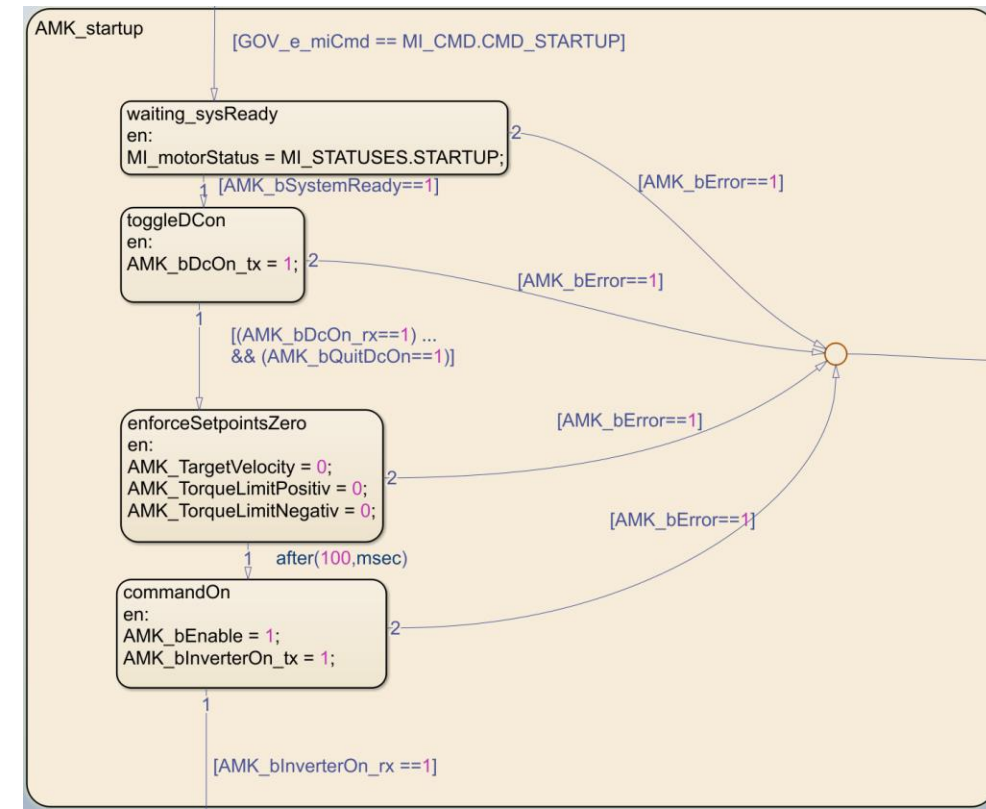 AMK_startup
[GOV_e_miCmd == MI_CMD.CMD_STARTUP]
waiting_sysReady
en:
MI_motorStatus = MI_STATUSES.STARTUP;
2
[AMK_bError==1]
1
[AMK_bSystemReady==1]
toggleDCon
en:
AMK_bDcOn_tx = 1;
2
[AMK_bError==1]
1
[(AMK_bDcOn_rx==1) ...
&& (AMK_bQuitDcOn==1)]
enforceSetpointsZero
en:
AMK_TargetVelocity = 0;
AMK_TorqueLimitPositiv = 0;
AMK_TorqueLimitNegativ = 0;
2
[AMK_bError==1]
1
after(100,msec)
commandOn
en:
AMK_bEnable = 1;
AMK_bInverterOn_tx = 1;
2
[AMK_bError==1]
1
[AMK_bInverterOn_rx ==1]